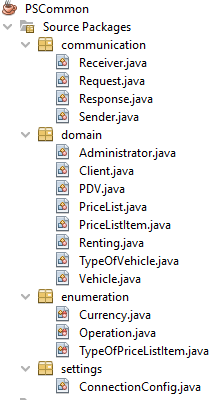 PSCommon
Source Packages
communication
Receiver.java
Request.java
Response.java
Sender.java
domain
Administrator.java
Client.java
PDV.java
PriceList.java
PriceListItem.java
Renting.java
TypeOfVehicle.java
Vehicle.java
enumeration
Currency.java
Operation.java
TypeOfPriceListItem.java
settings
ConnectionConfig.java